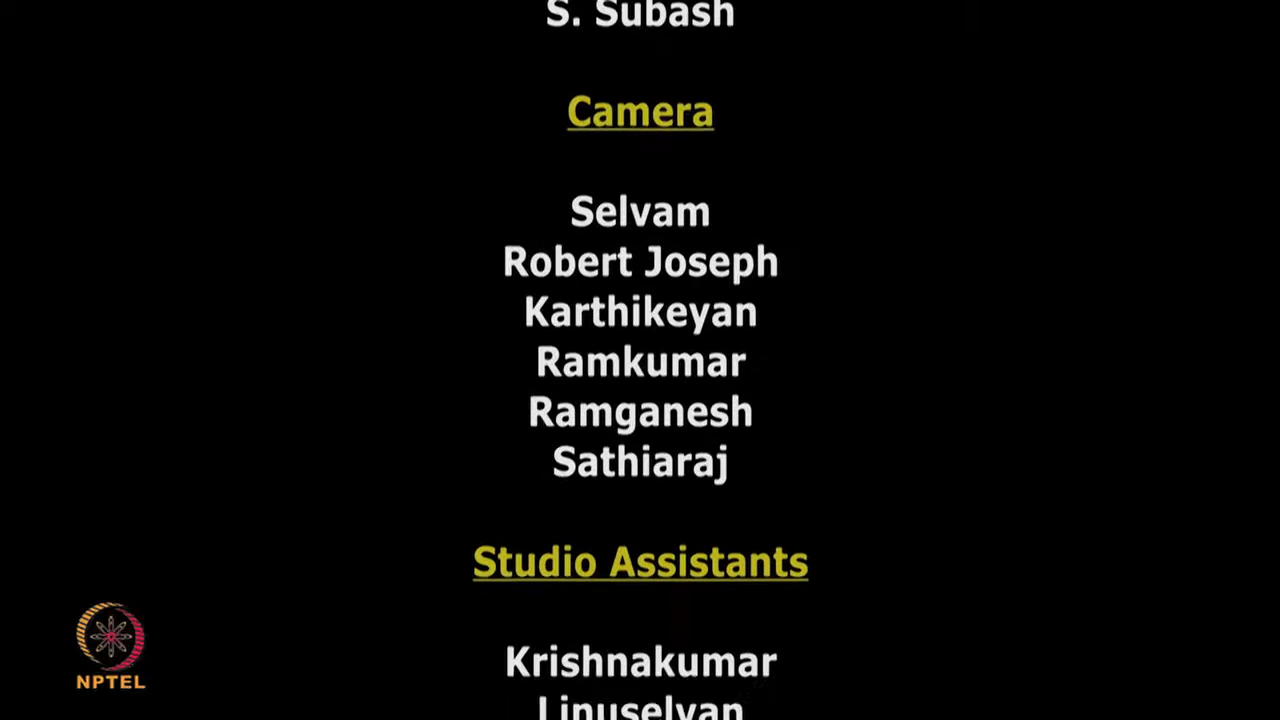 S. Subash
Camera
Selvam
Robert Joseph
Karthikeyan
Ramkumar
Ramganesh
Sathiaraj
Studio Assistants
Krishnakumar
Linuselvan
NPTEL